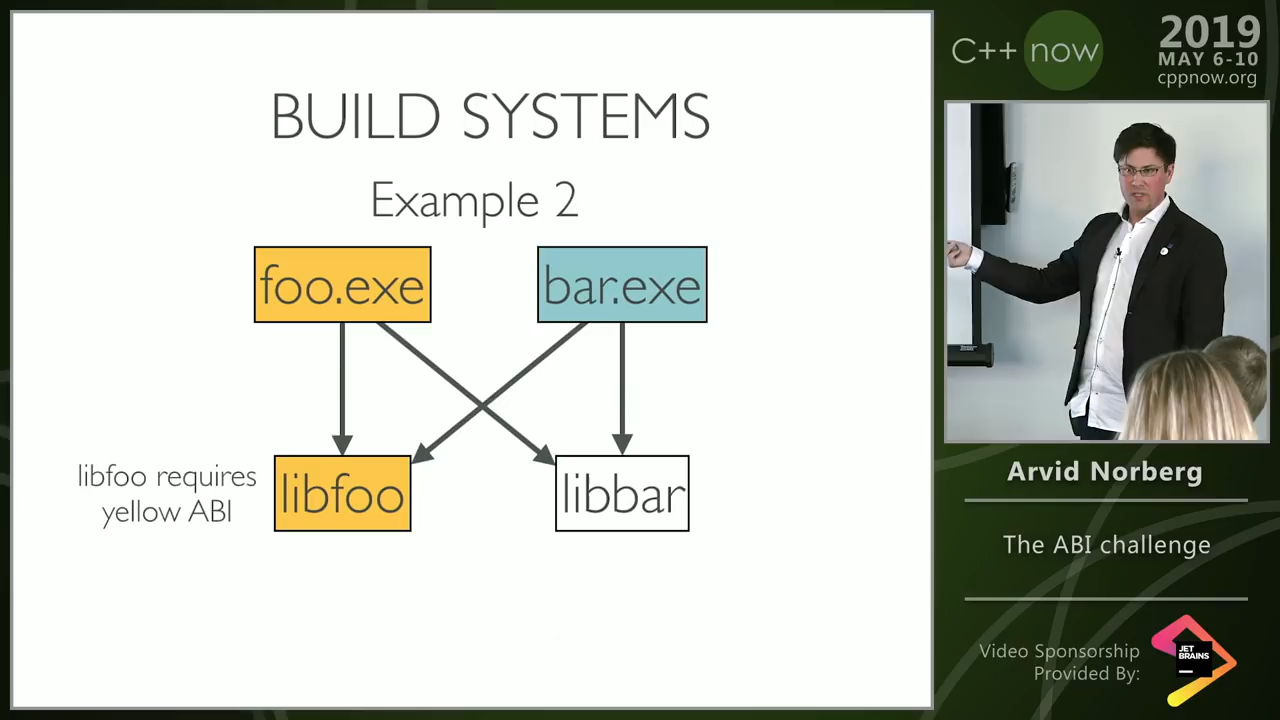 BUILD SYSTEMS
Example 2
foo.exe
bar.exe
libfoo requires
yellow ABI
libfoo
libbar
C++ now
2019
MAY 6-10
cppnow.org
Arvid Norberg
The ABI challenge
Video Sponsorship
Provided By:
JET
BRAINS